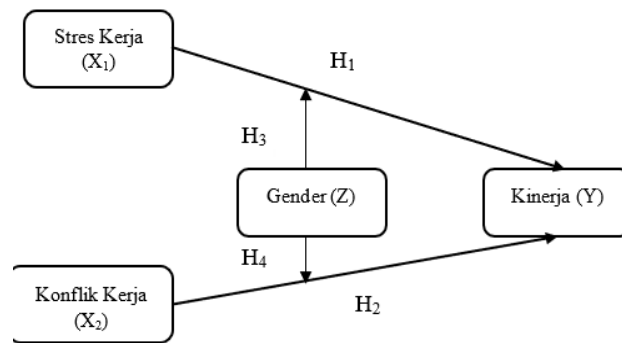 Stres Kerja
(X₁)
H₁
H₃
Gender (Z)
Kinerja (Y)
H₄
Konflik Kerja
(X₂)
H₂